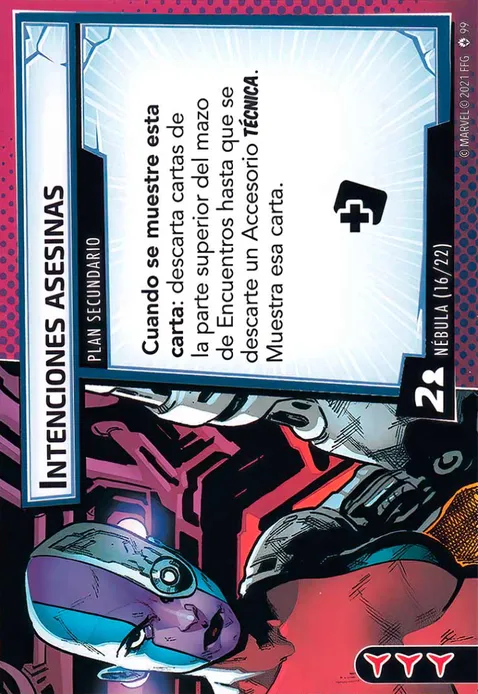 INTENCIONES ASESINAS
PLAN SECUNDARIO
Cuando se muestre esta
carta: descarta cartas de
la parte superior del mazo
de Encuentros hasta que se
descarte un Accesorio TÉCNICA.
Muestra esa carta.
2
NÉBULA (16/22)
© MARVEL © 2021 FFG 99